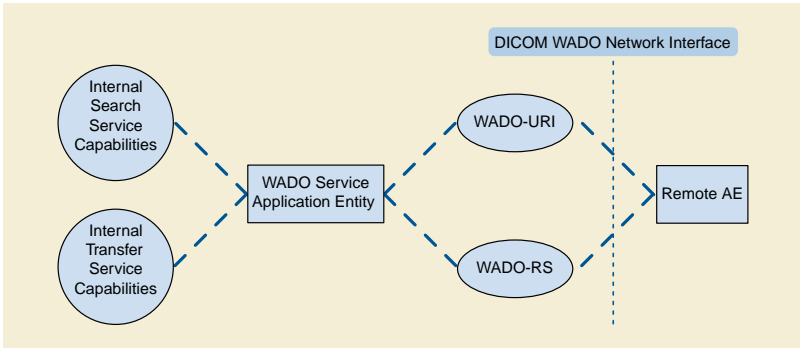 DICOM WADO Network Interface
Internal
Search
Service
Capabilities
WADO-URI
WADO Service
Application Entity
Remote AE
Internal
Transfer
Service
Capabilities
WADO-RS